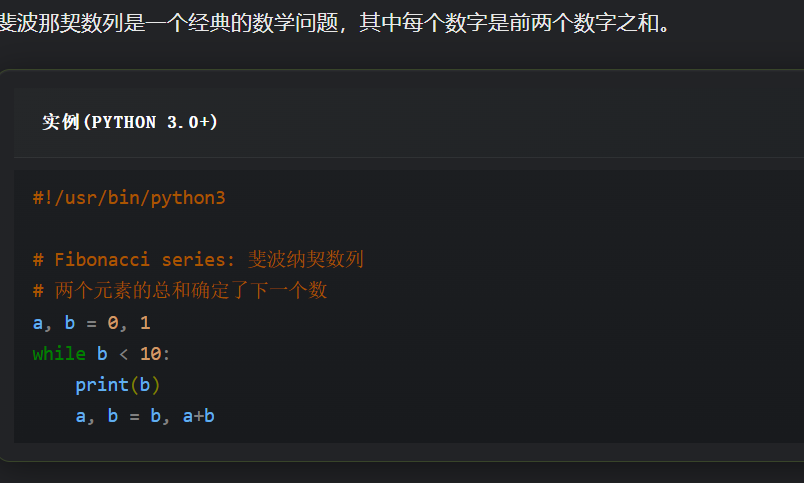 斐波那契数列是一个经典的数学问题，其中每个数字是前两个数字之和。
实例(PYTHON 3.0+)
#!/usr/bin/python3
# Fibonacci series: 斐波纳契数列
# 两个元素的总和确定了下一个数
a, b = 0, 1
while b < 10:
    print(b)
    a, b = b, a+b